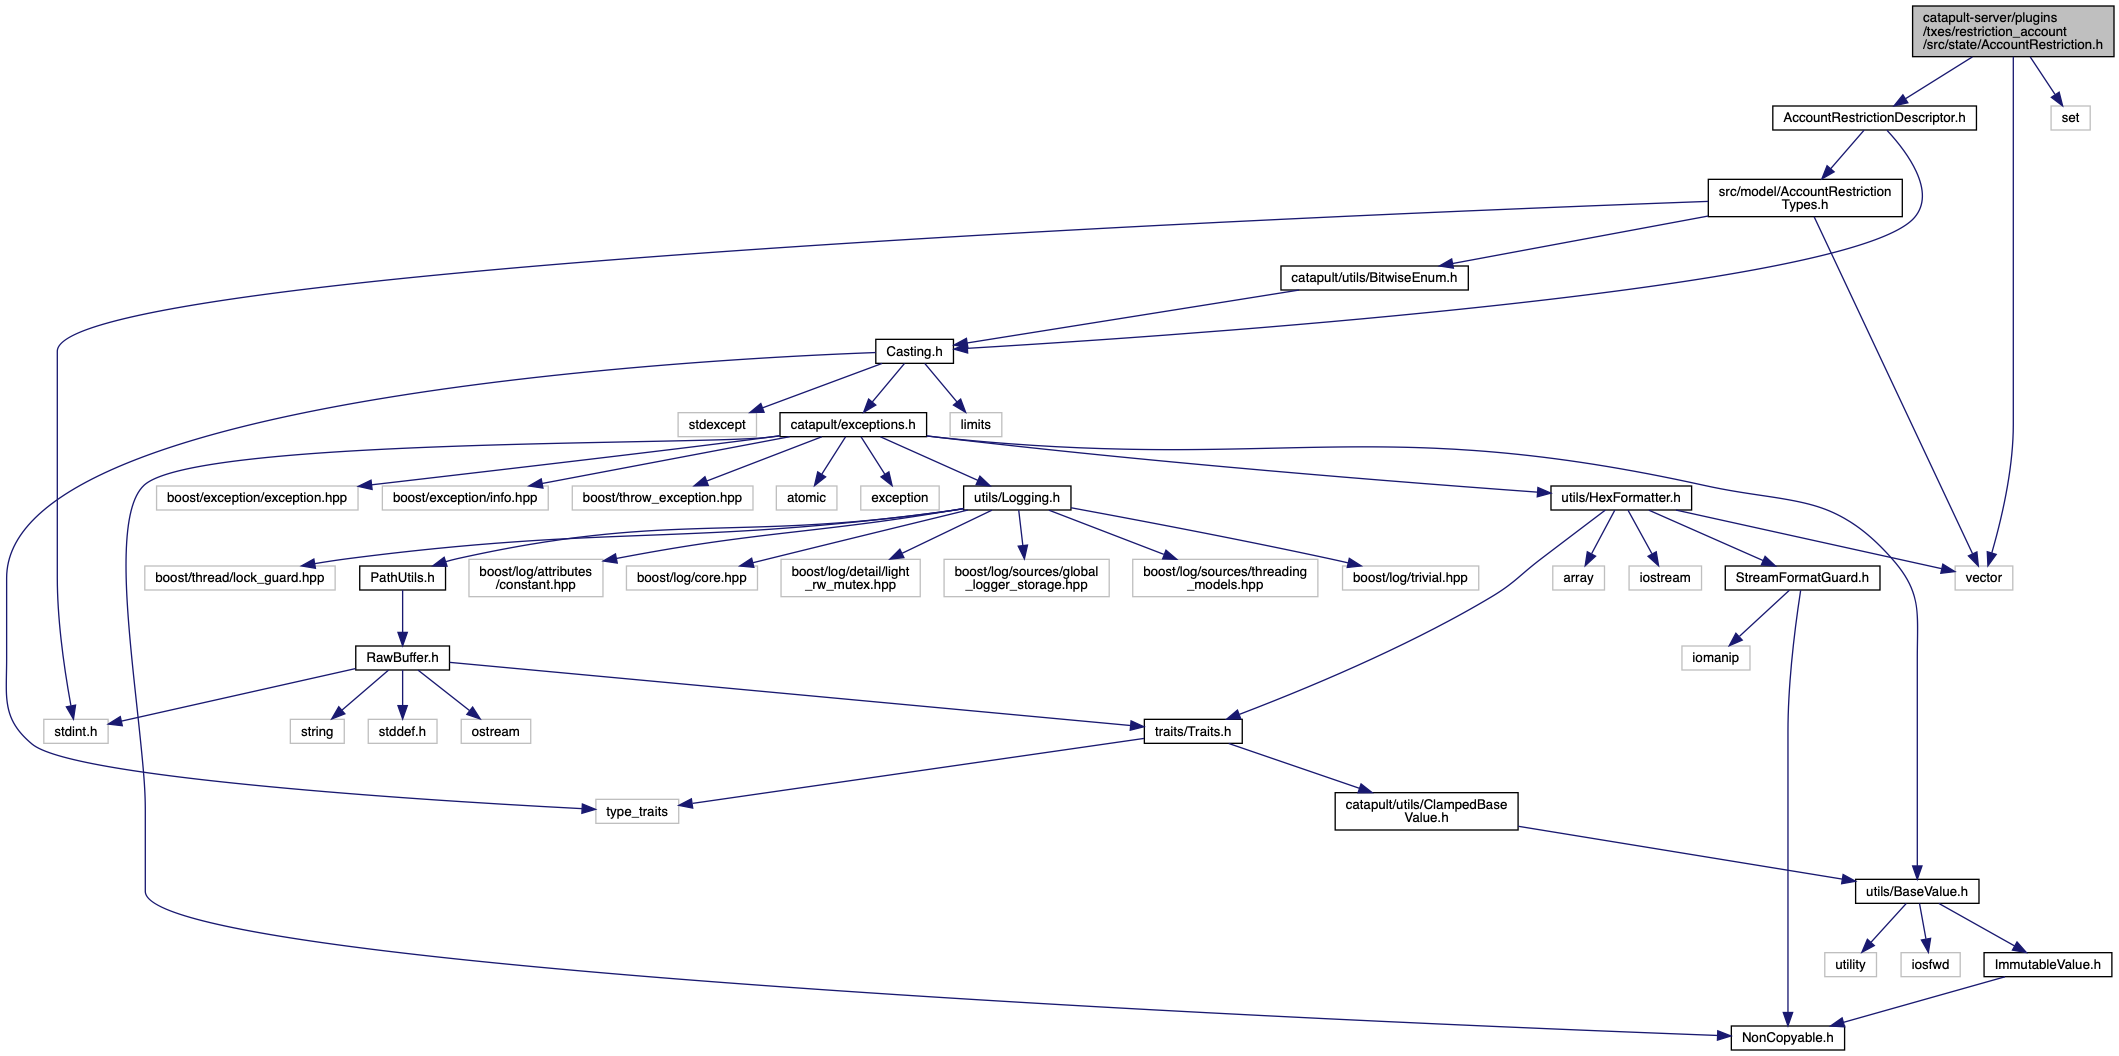 catapult-server/plugins
/txes/restriction_account
/src/state/AccountRestriction.h
AccountRestrictionDescriptor.h
set
src/model/AccountRestriction
Types.h
catapult/utils/BitwiseEnum.h
Casting.h
stdexcept
catapult/exceptions.h
limits
boost/exception/exception.hpp
boost/exception/info.hpp
boost/throw_exception.hpp
atomic
exception
utils/Logging.h
utils/HexFormatter.h
boost/thread/lock_guard.hpp
PathUtils.h
boost/log/attributes
/constant.hpp
boost/log/core.hpp
boost/log/detail/light
_rw_mutex.hpp
boost/log/sources/global
_logger_storage.hpp
boost/log/sources/threading
_models.hpp
boost/log/trivial.hpp
array
iostream
StreamFormatGuard.h
vector
RawBuffer.h
iomanip
stdint.h
string
stddef.h
ostream
traits/Traits.h
type_traits
catapult/utils/ClampedBase
Value.h
utils/BaseValue.h
utility
iosfwd
ImmutableValue.h
NonCopyable.h